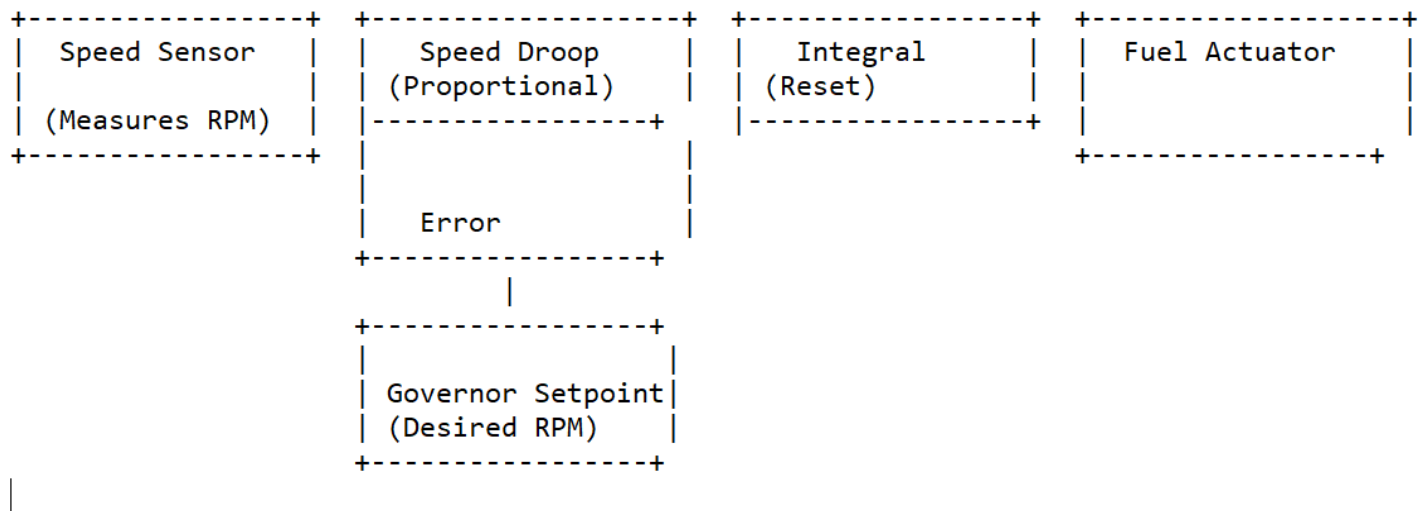 +-----------------+  +-------------------+  +-----------------+  +-------------------+
|  Speed Sensor   |  |   Speed Droop     |  |   Integral      |  |  Fuel Actuator    |
|                 |  | (Proportional)    |  | (Reset)         |  |                   |
| (Measures RPM)  |  |-----------------+    |-----------------+  |                   |
+-----------------+  |                   |                       +-----------------+
                     |                   |
                     |   Error           |
                     +-----------------+
                              |
                     +-----------------+
                     |                  |
                     | Governor Setpoint|
                     | (Desired RPM)    |
                     +-----------------+